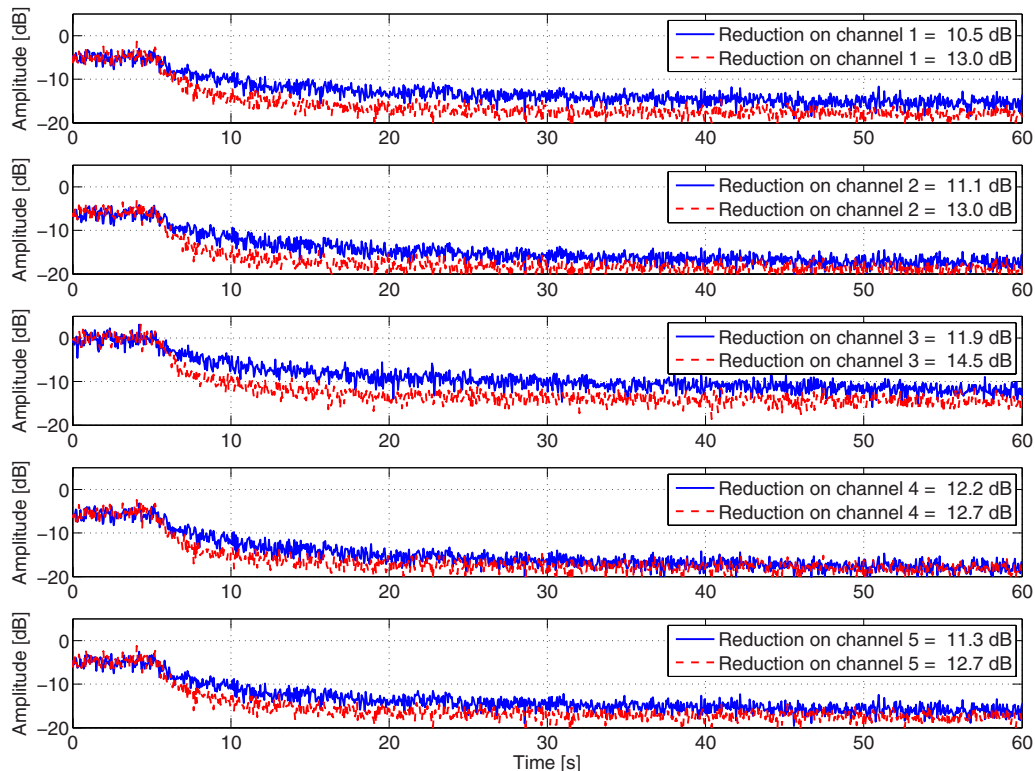 Amplitude [dB]
0
−10
−20
Reduction on channel 1 = 10.5 dB
Reduction on channel 1 = 13.0 dB
0 10 20 30 40 50 60
Amplitude [dB]
0
−10
−20
Reduction on channel 2 = 11.1 dB
Reduction on channel 2 = 13.0 dB
0 10 20 30 40 50 60
Amplitude [dB]
0
−10
−20
Reduction on channel 3 = 11.9 dB
Reduction on channel 3 = 14.5 dB
0 10 20 30 40 50 60
Amplitude [dB]
0
−10
−20
Reduction on channel 4 = 12.2 dB
Reduction on channel 4 = 12.7 dB
0 10 20 30 40 50 60
Amplitude [dB]
0
−10
−20
Reduction on channel 5 = 11.3 dB
Reduction on channel 5 = 12.7 dB
0 10 20 30 40 50 60
Time [s]